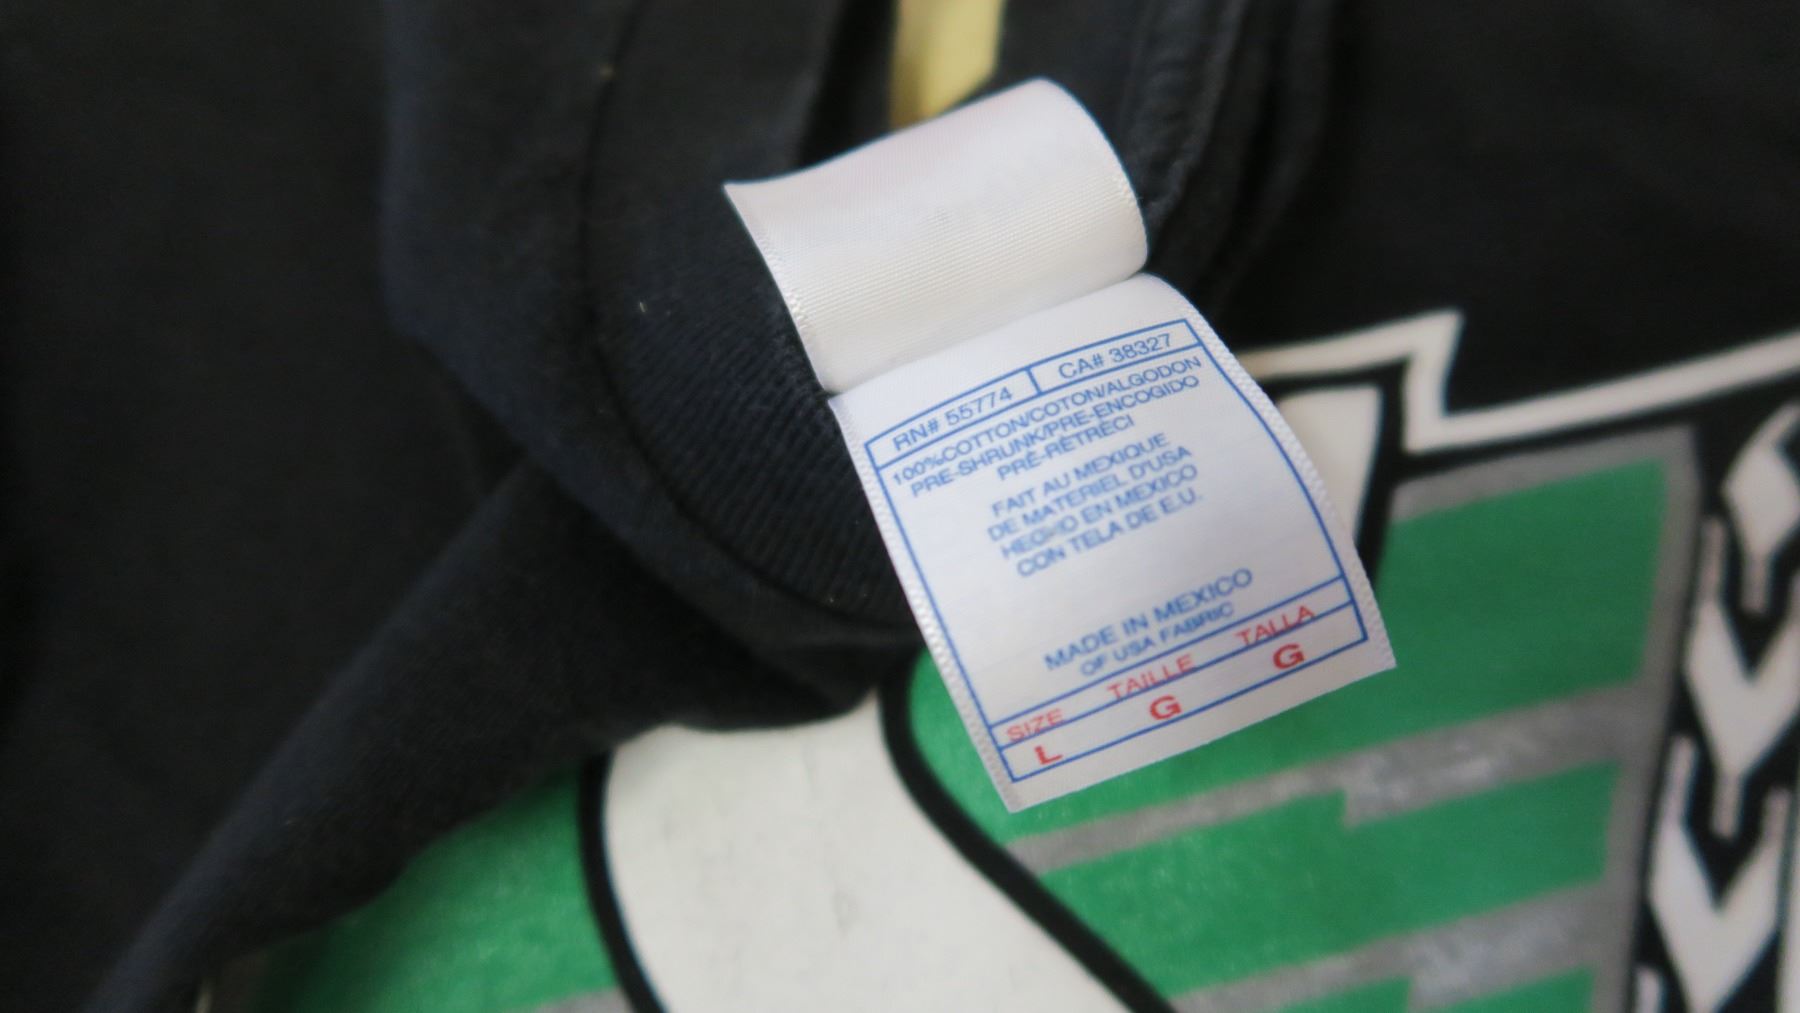 RN# 55774 CA# 38327
100%COTTON/COTON/ALGODON
PRE-SHRUNK/PRE-ENCOGIDO
PRÉ-RÉTRÉCI
FAIT AU MEXIQUE
DE MATERIEL D'USA
EN MEXICO
CON TELA DE E.U.
MADE IN MEXICO
OF USA FABRIC
SIZE TAILLE TALLA
L G G